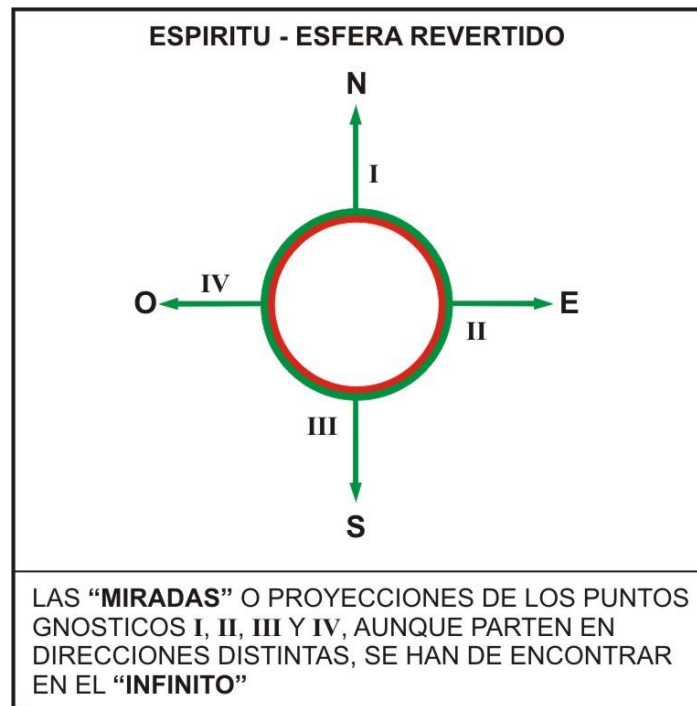 ESPIRITU - ESFERA REVERTIDO
N
I
IV
O
E
II
III
S
LAS “MIRADAS” O PROYECCIONES DE LOS PUNTOS
GNOSTICOS I, II, III Y IV, AUNQUE PARTEN EN
DIRECCIONES DISTINTAS, SE HAN DE ENCONTRAR
EN EL “INFINITO”